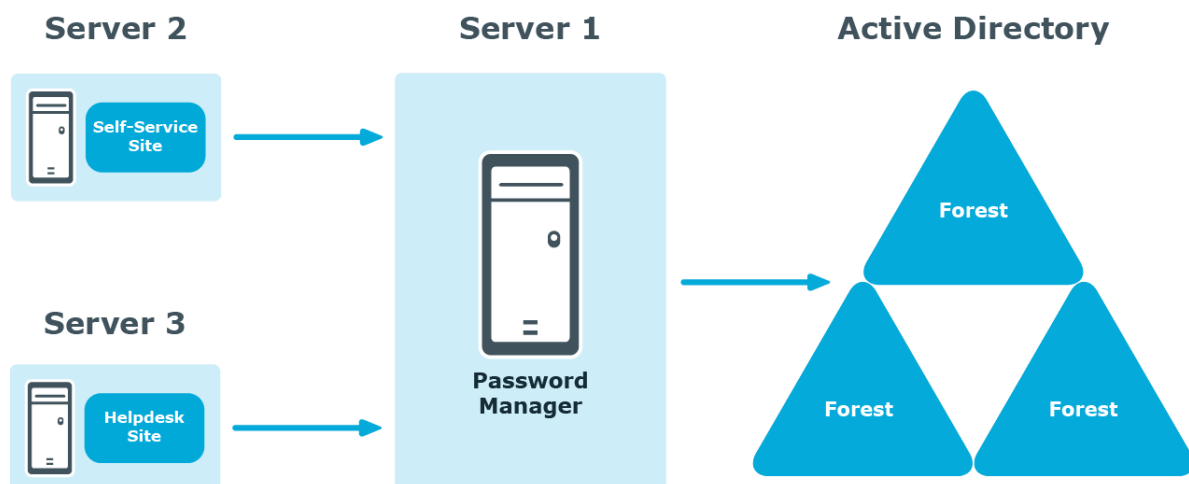 Server 2
Server 1
Active Directory
Self-Service
Site
Forest
Server 3
Password
Manager
Helpdesk
Site
Forest
Forest